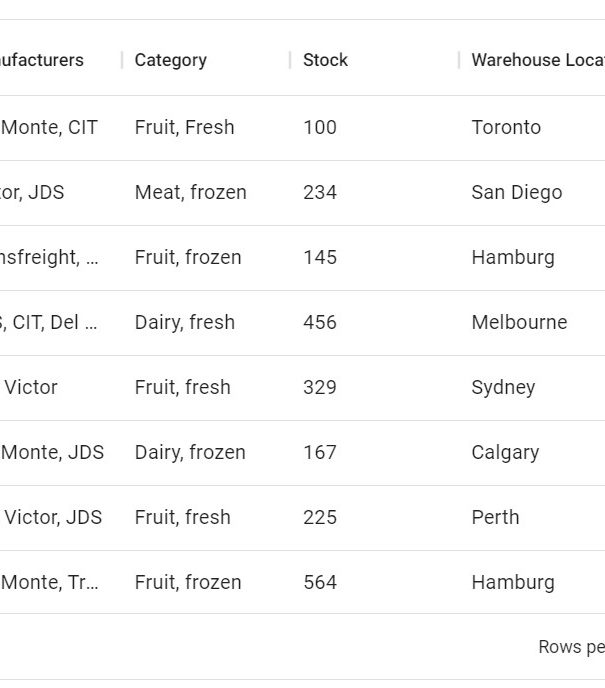 ufacturers Category Stock Warehouse Loca
Monte, CIT Fruit, Fresh 100 Toronto
tor, JDS Meat, frozen 234 San Diego
nsfreight, ... Fruit, frozen 145 Hamburg
S, CIT, Del ... Dairy, fresh 456 Melbourne
Victor Fruit, fresh 329 Sydney
Monte, JDS Dairy, frozen 167 Calgary
Victor, JDS Fruit, fresh 225 Perth
Monte, Tr... Fruit, frozen 564 Hamburg
Rows pe